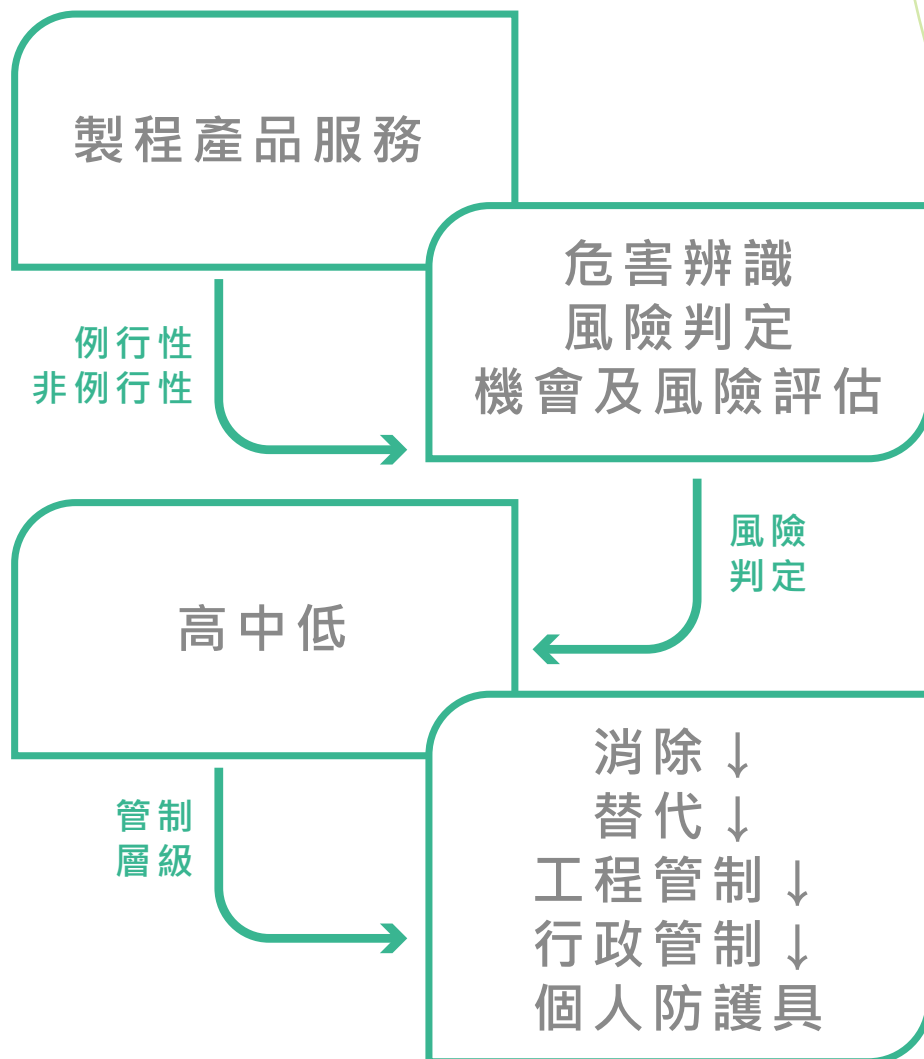 製程產品服務
例行性
非例行性
危害辨識
風險判定
機會及風險評估
風險
判定
高中低
管制
層級
消除↓
替代↓
工程管制↓
行政管制↓
個人防護具